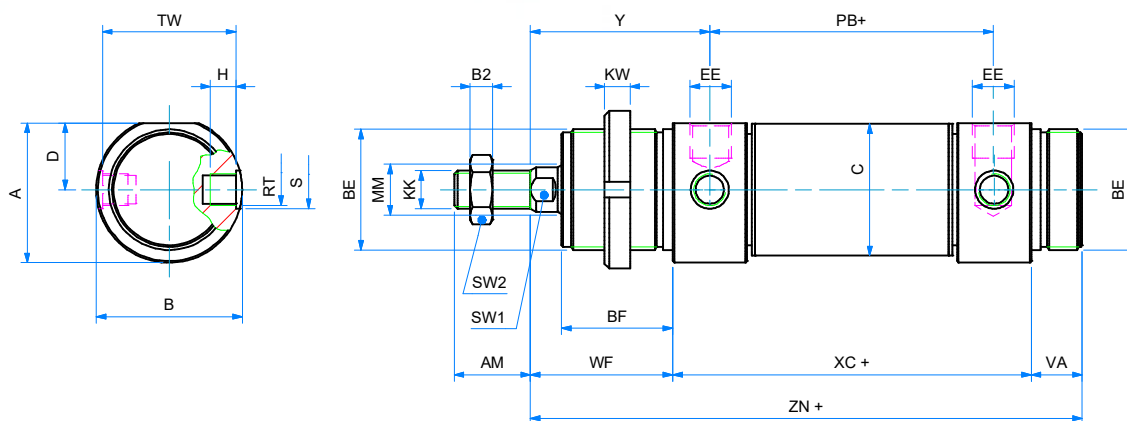 TW
Y
PB+
H
B2
KW
EE
EE
D
A
RT
S
BE
MM
KK
C
BE
B
SW2
SW1
BF
AM
WF
XC +
VA
ZN +